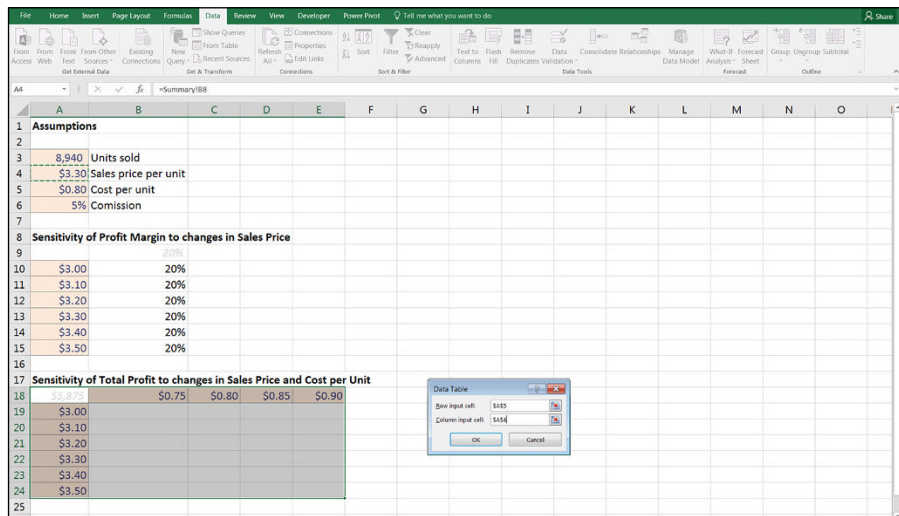 File Home Insert Page Layout Formulas Data Review View Developer Power Pivot Tell me what you want to do Share
From Access From Web From Text From Other Sources Existing Connections New Query Show Queries From Table Recent Sources Refresh All Connections Properties Edit Links Sort Filter Clear Reapply Advanced Text to Columns Flash Fill Remove Duplicates Data Validation Consolidate Relationships Manage Data Model What-If Analysis Forecast Sheet Group Ungroup Subtotal
Get External Data Get & Transform Connections Sort & Filter Data Tools Forecast Outline
A4 fx =Summary!B8
A B C D E F G H I J K L M N O
1 Assumptions
2
3 8,940 Units sold
4 $3.30 Sales price per unit
5 $0.80 Cost per unit
6 5% Comission
7
8 Sensitivity of Profit Margin to changes in Sales Price
9 20%
10 $3.00 20%
11 $3.10 20%
12 $3.20 20%
13 $3.30 20%
14 $3.40 20%
15 $3.50 20%
16
17 Sensitivity of Total Profit to changes in Sales Price and Cost per Unit
18 $5,875 $0.75 $0.80 $0.85 $0.90
19 $3.00
20 $3.10
21 $3.20
22 $3.30
23 $3.40
24 $3.50
25
Data Table
Row input cell: $A$5
Column input cell: $A$4
OK Cancel